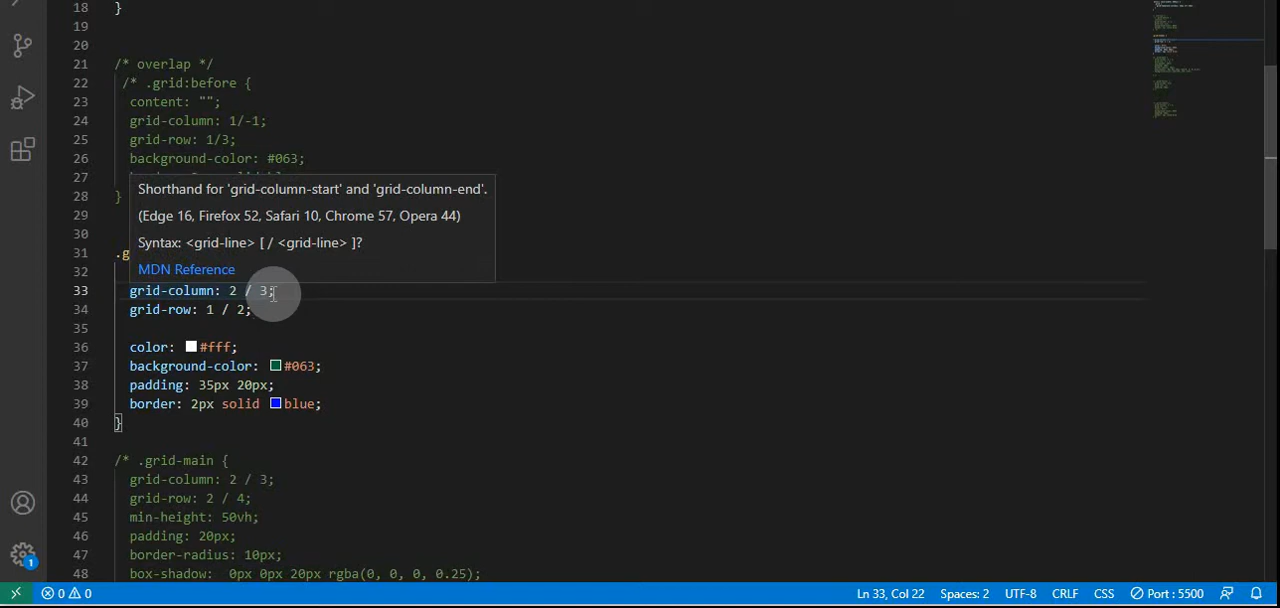 18 }
19
20
21 /* overlap */
22 /* .grid:before {
23 content: "";
24 grid-column: 1/-1;
25 grid-row: 1/3;
26 background-color: #063;
27
Shorthand for 'grid-column-start' and 'grid-column-end'.
28 }
(Edge 16, Firefox 52, Safari 10, Chrome 57, Opera 44)
29
30 Syntax: <grid-line> [ / <grid-line> ]?
31 .g
32 MDN Reference
33 grid-column: 2 / 3;
34 grid-row: 1 / 2;
35
36 color: #fff;
37 background-color: #063;
38 padding: 35px 20px;
39 border: 2px solid blue;
40 }
41
42 /* .grid-main {
43 grid-column: 2 / 3;
44 grid-row: 2 / 4;
45 min-height: 50vh;
46 padding: 20px;
47 border-radius: 10px;
48 box-shadow: 0px 0px 20px rgba(0, 0, 0, 0.25);
1
0 0 Ln 33, Col 22 Spaces: 2 UTF-8 CRLF CSS Port : 5500